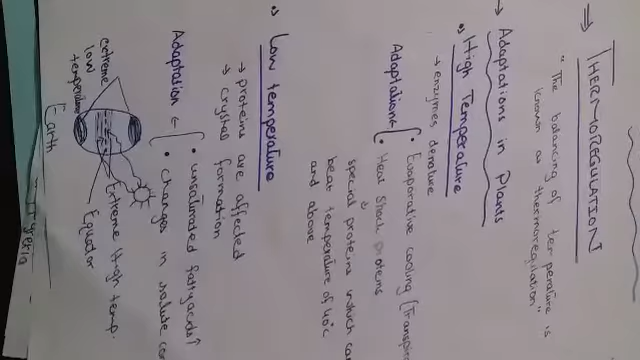 ⇒ THERMOREGULATION
"The balancing of temperature is
known as thermoregulation"
→ Adaptations in Plants
High Temperature
→ enzymes denature
Adaptations ← { • Evaporative cooling (Transpir
• Heat Shock proteins
↓
special proteins which can
bear temperature of 40°C
and above
Low temperature
→ proteins are affected
→ crystal formation
Adaptation ← { • unsaturated fatty acids ↑
• changes in solute con
extreme
low
temperature
Extreme High temp.
Equator
Earth